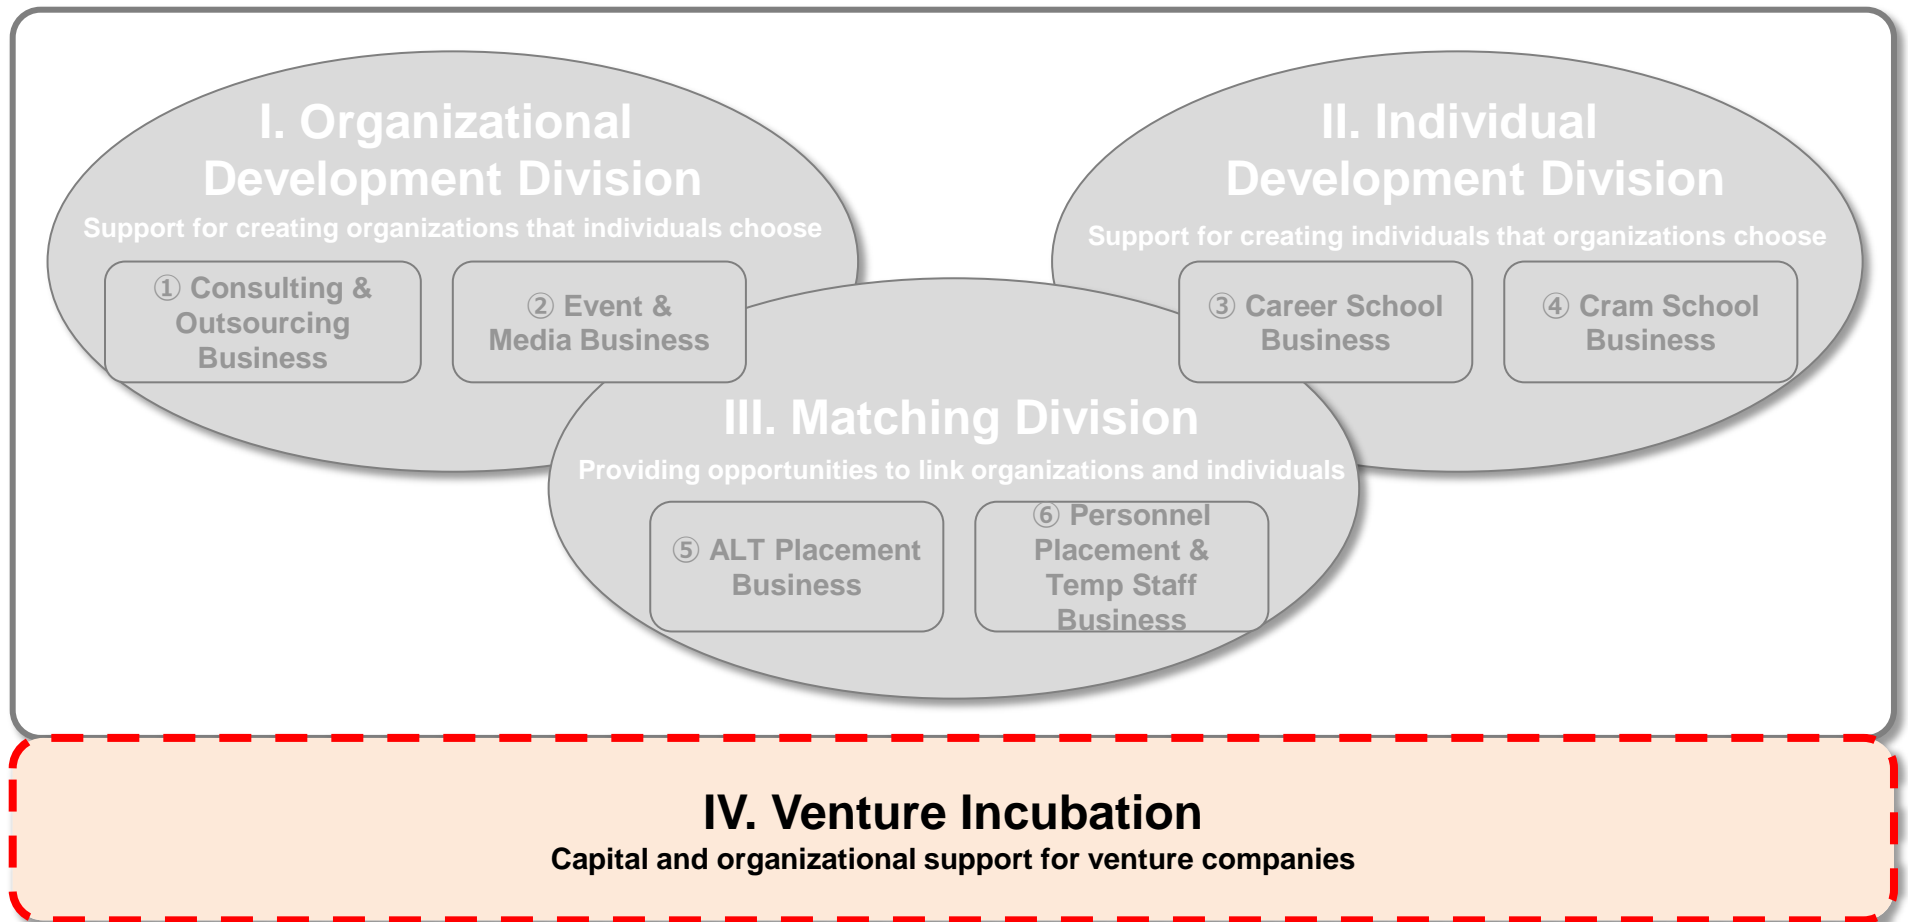 I. Organizational
Development Division
Support for creating organizations that individuals choose
① Consulting &
Outsourcing
Business
② Event &
Media Business
II. Individual
Development Division
Support for creating individuals that organizations choose
③ Career School
Business
④ Cram School
Business
III. Matching Division
Providing opportunities to link organizations and individuals
⑤ ALT Placement
Business
⑥ Personnel
Placement &
Temp Staff
Business
IV. Venture Incubation
Capital and organizational support for venture companies